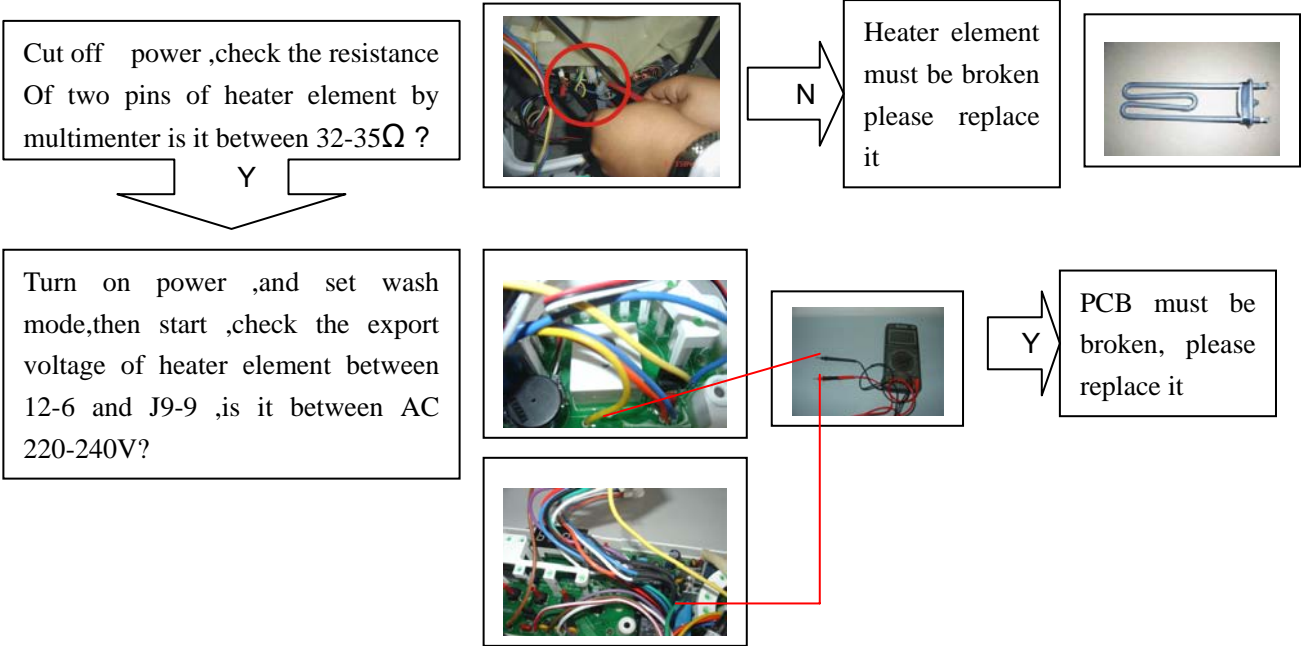 Cut off power ,check the resistance
Of two pins of heater element by
multimenter is it between 32-35Ω ?
Y
N
Heater element
must be broken
please replace
it
Turn on power ,and set wash
mode,then start ,check the export
voltage of heater element between
12-6 and J9-9 ,is it between AC
220-240V?
Y
PCB must be
broken, please
replace it